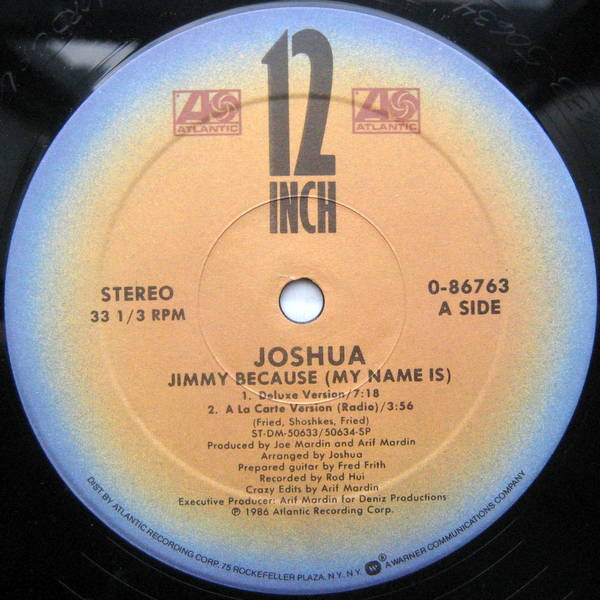 12
INCH
ATLANTIC
ATLANTIC
STEREO
33 1/3 RPM
0-86763
A SIDE
JOSHUA
JIMMY BECAUSE (MY NAME IS)
1. Deluxe Version/7:18
2. A La Carte Version (Radio)/3:56
(Fried, Shoshkes, Fried)
ST-DM-50633/50634-SP
Produced by Joe Mardin and Arif Mardin
Arranged by Joshua
Prepared guitar by Fred Frith
Recorded by Rod Hui
Crazy Edits by Arif Mardin
Executive Producer: Arif Mardin for Deniz Productions
℗ 1986 Atlantic Recording Corp.
DIST BY ATLANTIC RECORDING CORP. 75 ROCKEFELLER PLAZA. N.Y. N.Y. ® A WARNER COMMUNICATIONS COMPANY